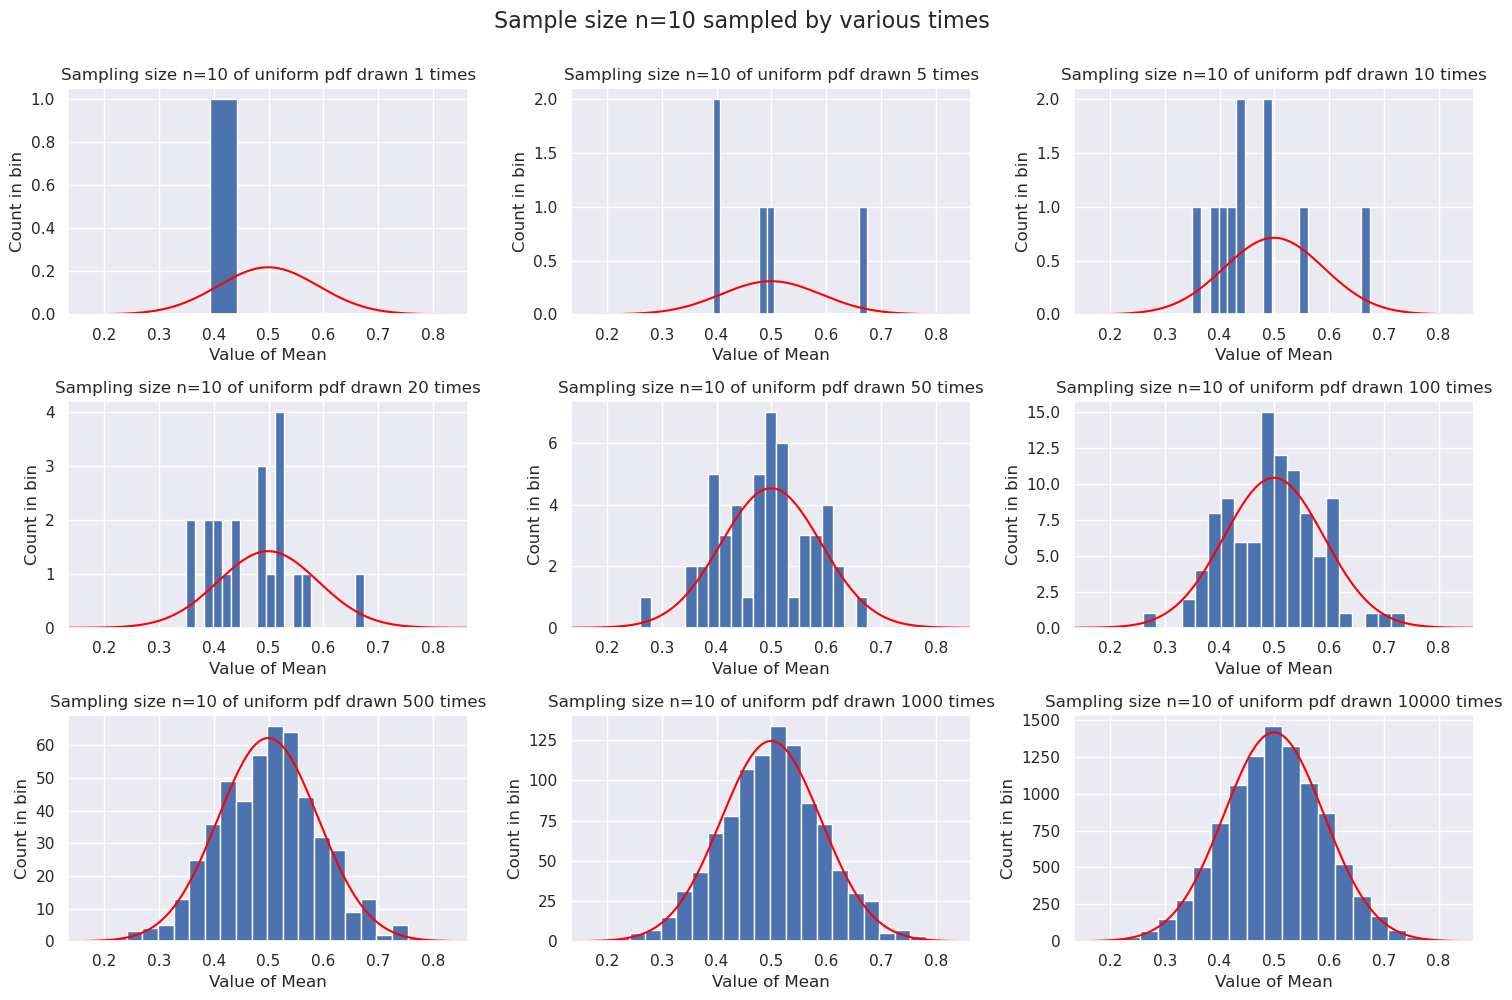 Sample size n=10 sampled by various times
Sampling size n=10 of uniform pdf drawn 1 times
Count in bin
1.0
0.8
0.6
0.4
0.2
0.0
0.2 0.3 0.4 0.5 0.6 0.7 0.8
Value of Mean
Sampling size n=10 of uniform pdf drawn 5 times
Count in bin
2.0
1.5
1.0
0.5
0.0
0.2 0.3 0.4 0.5 0.6 0.7 0.8
Value of Mean
Sampling size n=10 of uniform pdf drawn 10 times
Count in bin
2.0
1.5
1.0
0.5
0.0
0.2 0.3 0.4 0.5 0.6 0.7 0.8
Value of Mean
Sampling size n=10 of uniform pdf drawn 20 times
Count in bin
4
3
2
1
0
0.2 0.3 0.4 0.5 0.6 0.7 0.8
Value of Mean
Sampling size n=10 of uniform pdf drawn 50 times
Count in bin
6
4
2
0
0.2 0.3 0.4 0.5 0.6 0.7 0.8
Value of Mean
Sampling size n=10 of uniform pdf drawn 100 times
Count in bin
15.0
12.5
10.0
7.5
5.0
2.5
0.0
0.2 0.3 0.4 0.5 0.6 0.7 0.8
Value of Mean
Sampling size n=10 of uniform pdf drawn 500 times
Count in bin
60
50
40
30
20
10
0
0.2 0.3 0.4 0.5 0.6 0.7 0.8
Value of Mean
Sampling size n=10 of uniform pdf drawn 1000 times
Count in bin
125
100
75
50
25
0
0.2 0.3 0.4 0.5 0.6 0.7 0.8
Value of Mean
Sampling size n=10 of uniform pdf drawn 10000 times
Count in bin
1500
1250
1000
750
500
250
0
0.2 0.3 0.4 0.5 0.6 0.7 0.8
Value of Mean